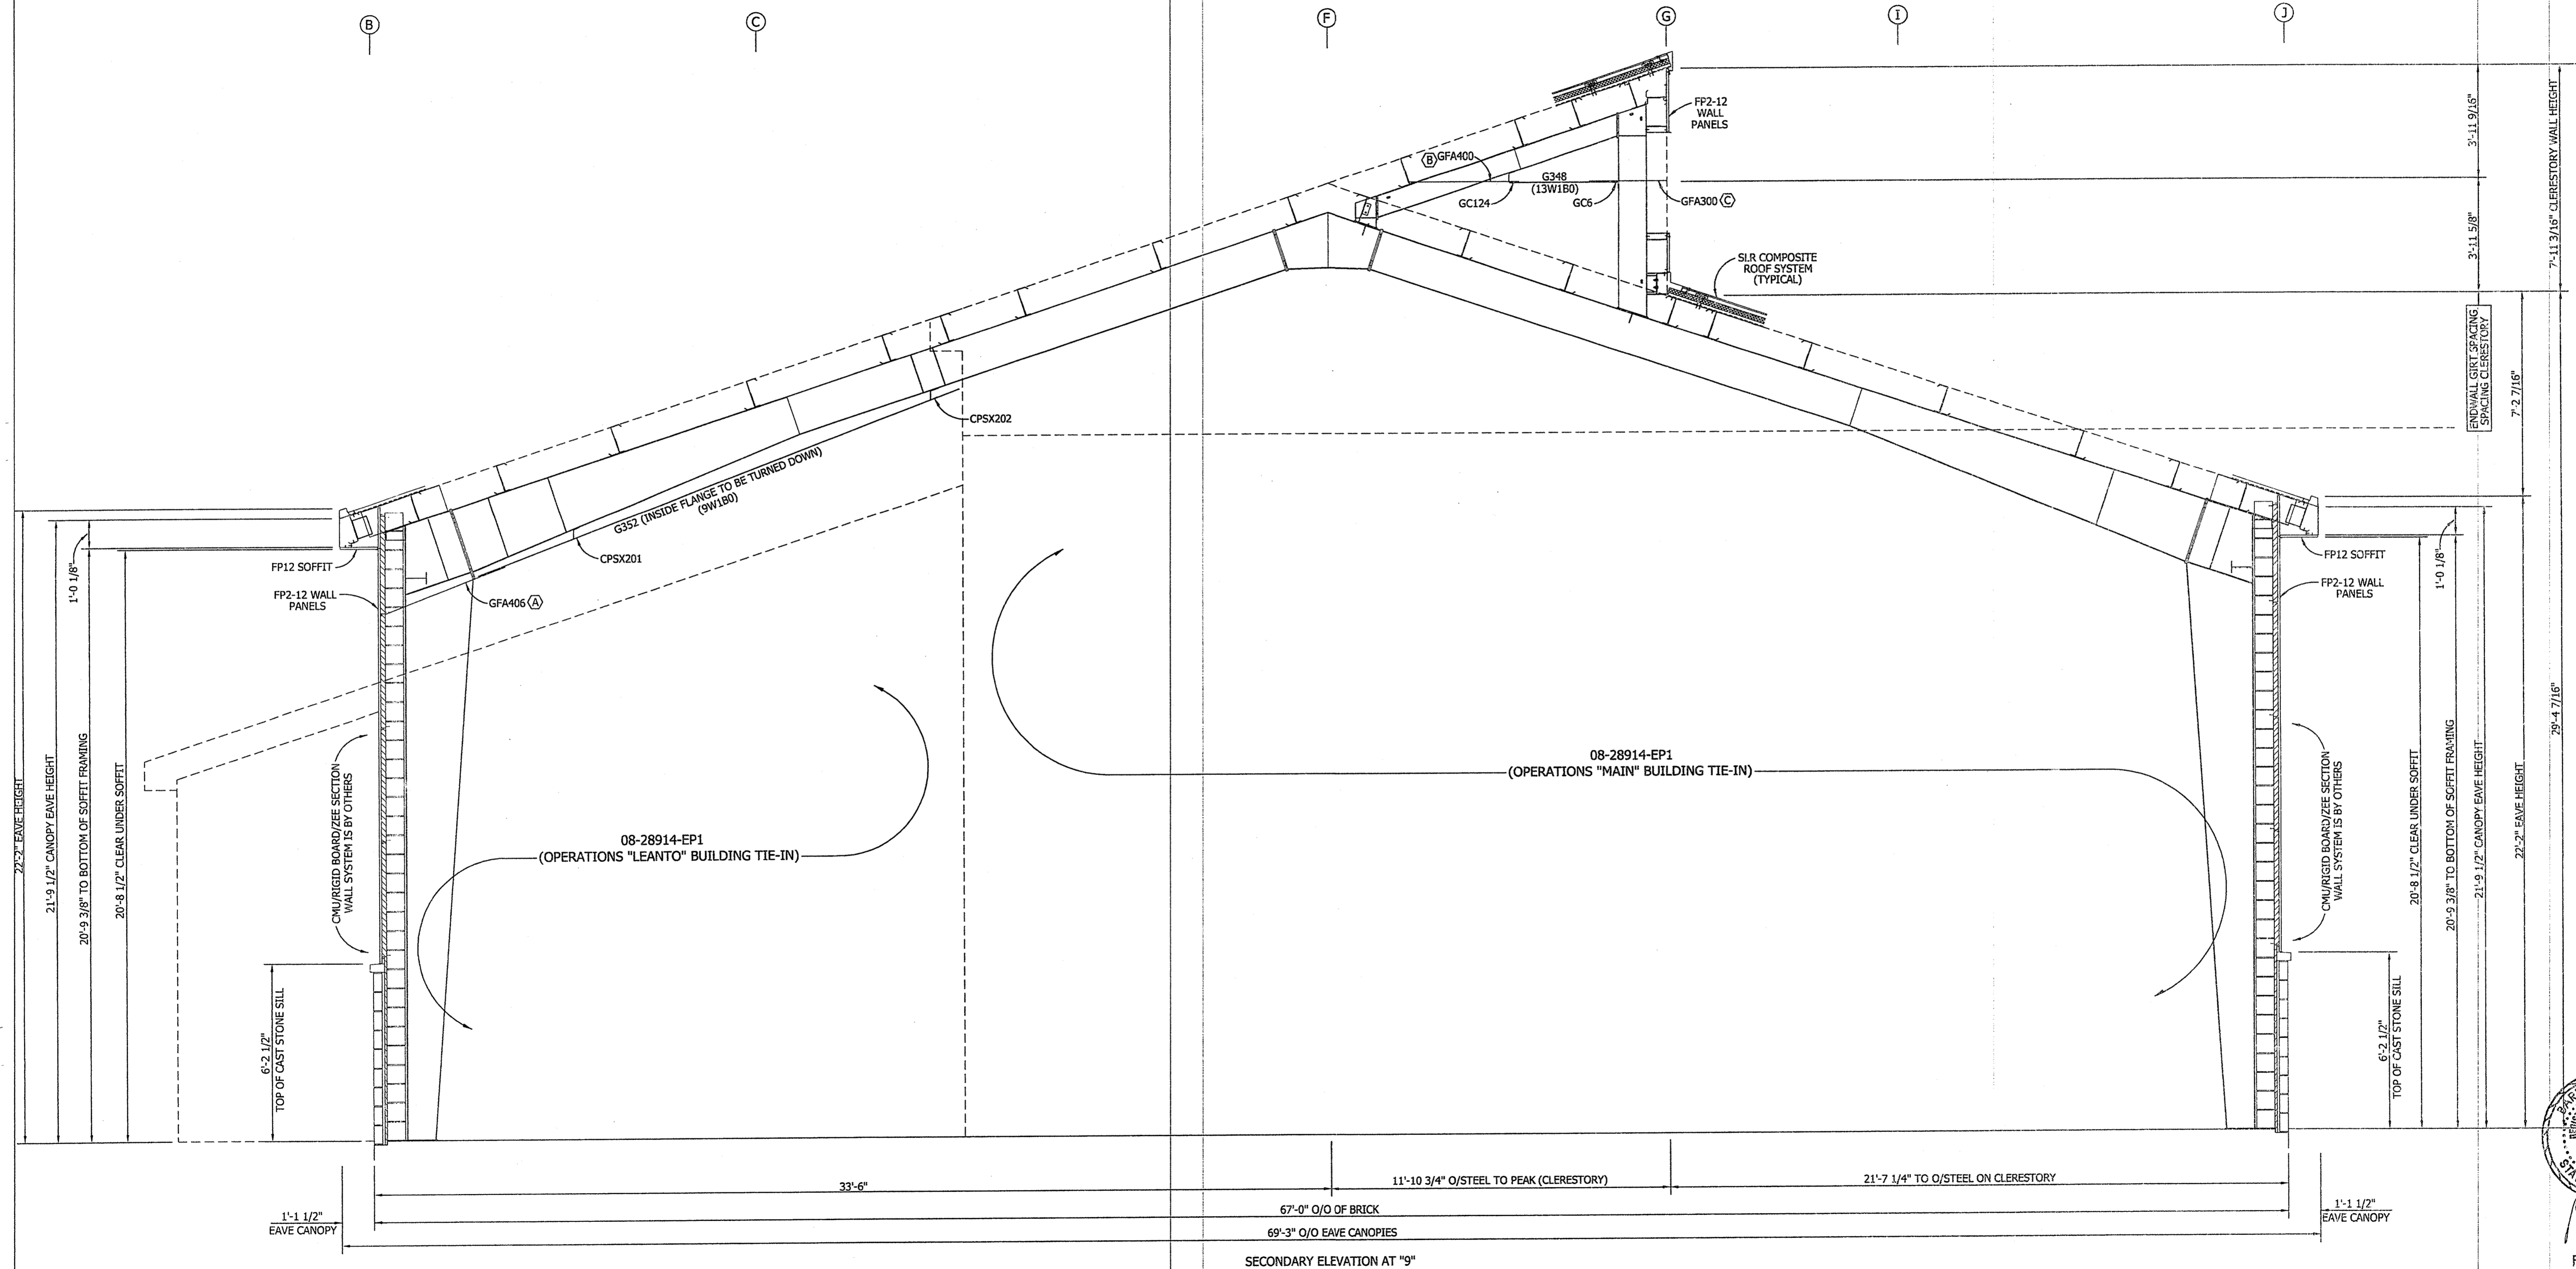 B
C
F
G
I
J
FP2-12
WALL
PANELS
B GFA400
G348
(13W1B0)
GC124
GC6
GFA300 C
SLR COMPOSITE
ROOF SYSTEM
(TYPICAL)
3'-11 9/16"
3'-11 5/8"
7'-11 3/16" CLERESTORY WALL HEIGHT
ENDWALL GIRT SPACING
SPACING CLERESTORY
7'-2 7/16"
29'-4 7/16"
CPSX202
G352 (INSIDE FLANGE TO BE TURNED DOWN)
(9W1B0)
CPSX201
GFA406 A
FP12 SOFFIT
FP2-12 WALL
PANELS
1'-0 1/8"
22'-2" EAVE HEIGHT
21'-9 1/2" CANOPY EAVE HEIGHT
20'-9 3/8" TO BOTTOM OF SOFFIT FRAMING
20'-8 1/2" CLEAR UNDER SOFFIT
CMU/RIGID BOARD/ZEE SECTION
WALL SYSTEM IS BY OTHERS
6'-2 1/2"
TOP OF CAST STONE SILL
08-28914-EP1
(OPERATIONS "LEANTO" BUILDING TIE-IN)
08-28914-EP1
(OPERATIONS "MAIN" BUILDING TIE-IN)
FP12 SOFFIT
FP2-12 WALL
PANELS
1'-0 1/8"
CMU/RIGID BOARD/ZEE SECTION
WALL SYSTEM IS BY OTHERS
20'-8 1/2" CLEAR UNDER SOFFIT
20'-9 3/8" TO BOTTOM OF SOFFIT FRAMING
21'-9 1/2" CANOPY EAVE HEIGHT
22'-2" EAVE HEIGHT
6'-2 1/2"
TOP OF CAST STONE SILL
33'-6"
11'-10 3/4" O/STEEL TO PEAK (CLERESTORY)
21'-7 1/4" TO O/STEEL ON CLERESTORY
67'-0" O/O OF BRICK
1'-1 1/2"
EAVE CANOPY
1'-1 1/2"
EAVE CANOPY
69'-3" O/O EAVE CANOPIES
SECONDARY ELEVATION AT "9"